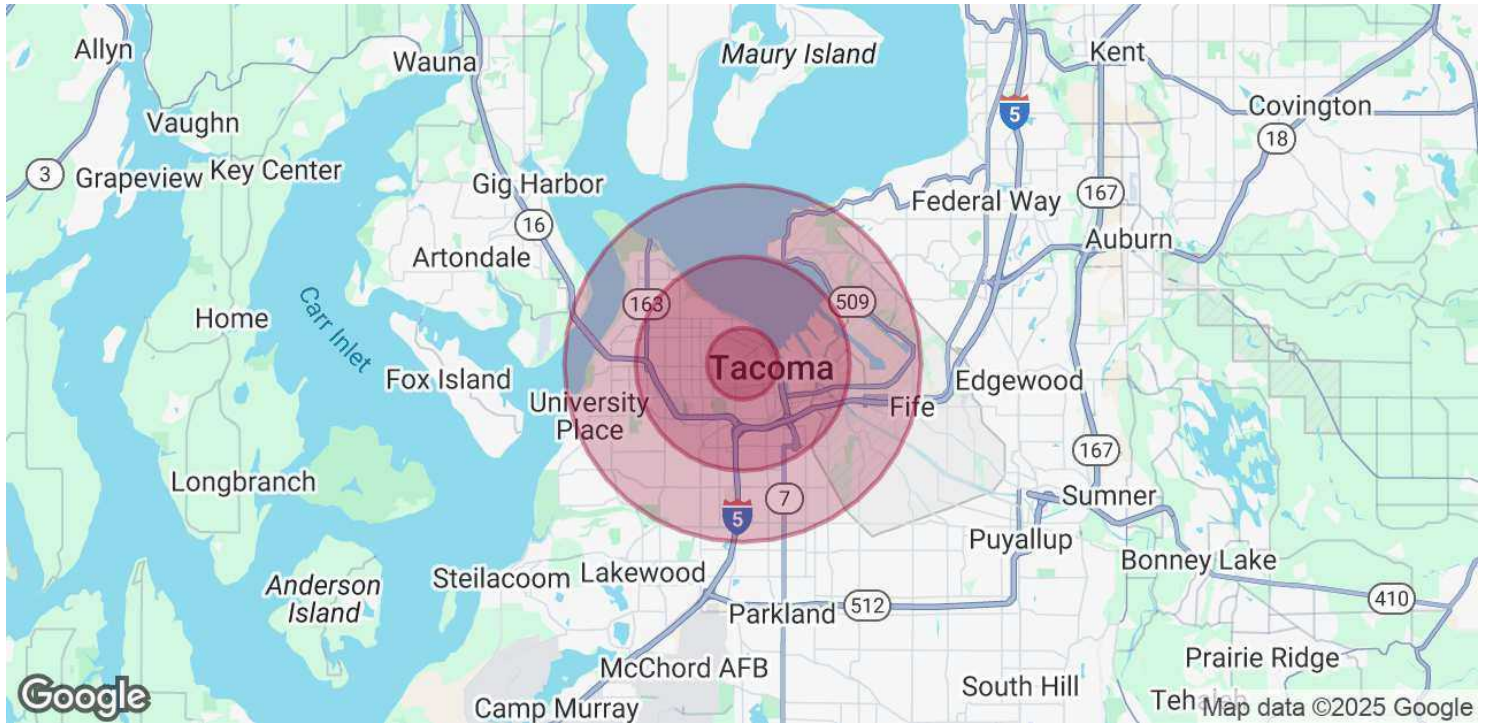 Allyn
Wauna
Maury Island
Kent
5
Covington
Vaughn
18
3
Grapeview
Key Center
Gig Harbor
167
Federal Way
16
Auburn
Artondale
163
509
Carr Inlet
Home
Tacoma
Fox Island
Edgewood
University
Place
Fife
167
Longbranch
7
Sumner
5
Puyallup
Bonney Lake
Anderson
Island
Steilacoom
Lakewood
410
Parkland
512
McChord AFB
Prairie Ridge
South Hill
Google
Camp Murray
Map data ©2025 Google